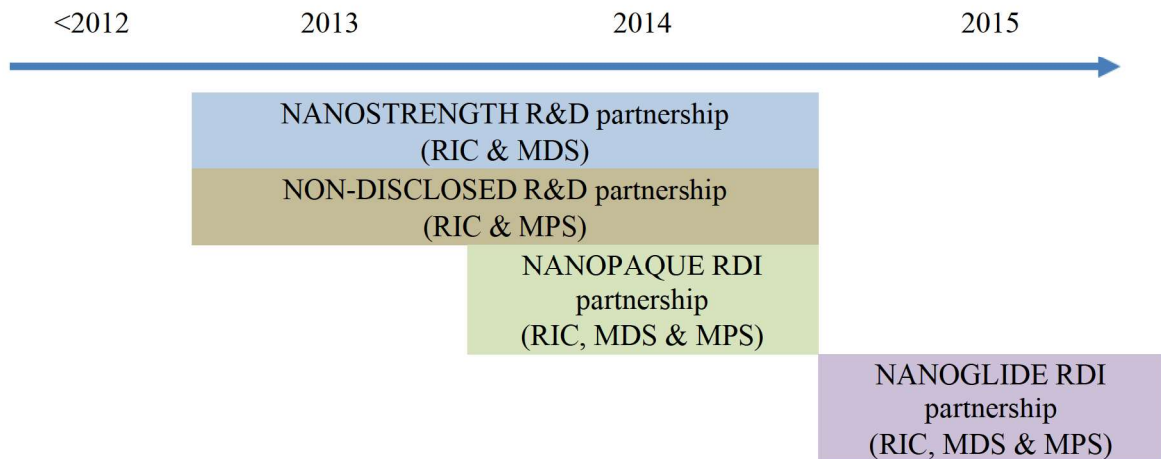 <2012 2013 2014 2015
NANOSTRENGTH R&D partnership
(RIC & MDS)
NON-DISCLOSED R&D partnership
(RIC & MPS)
NANOPAQUE RDI
partnership
(RIC, MDS & MPS)
NANOGLIDE RDI
partnership
(RIC, MDS & MPS)